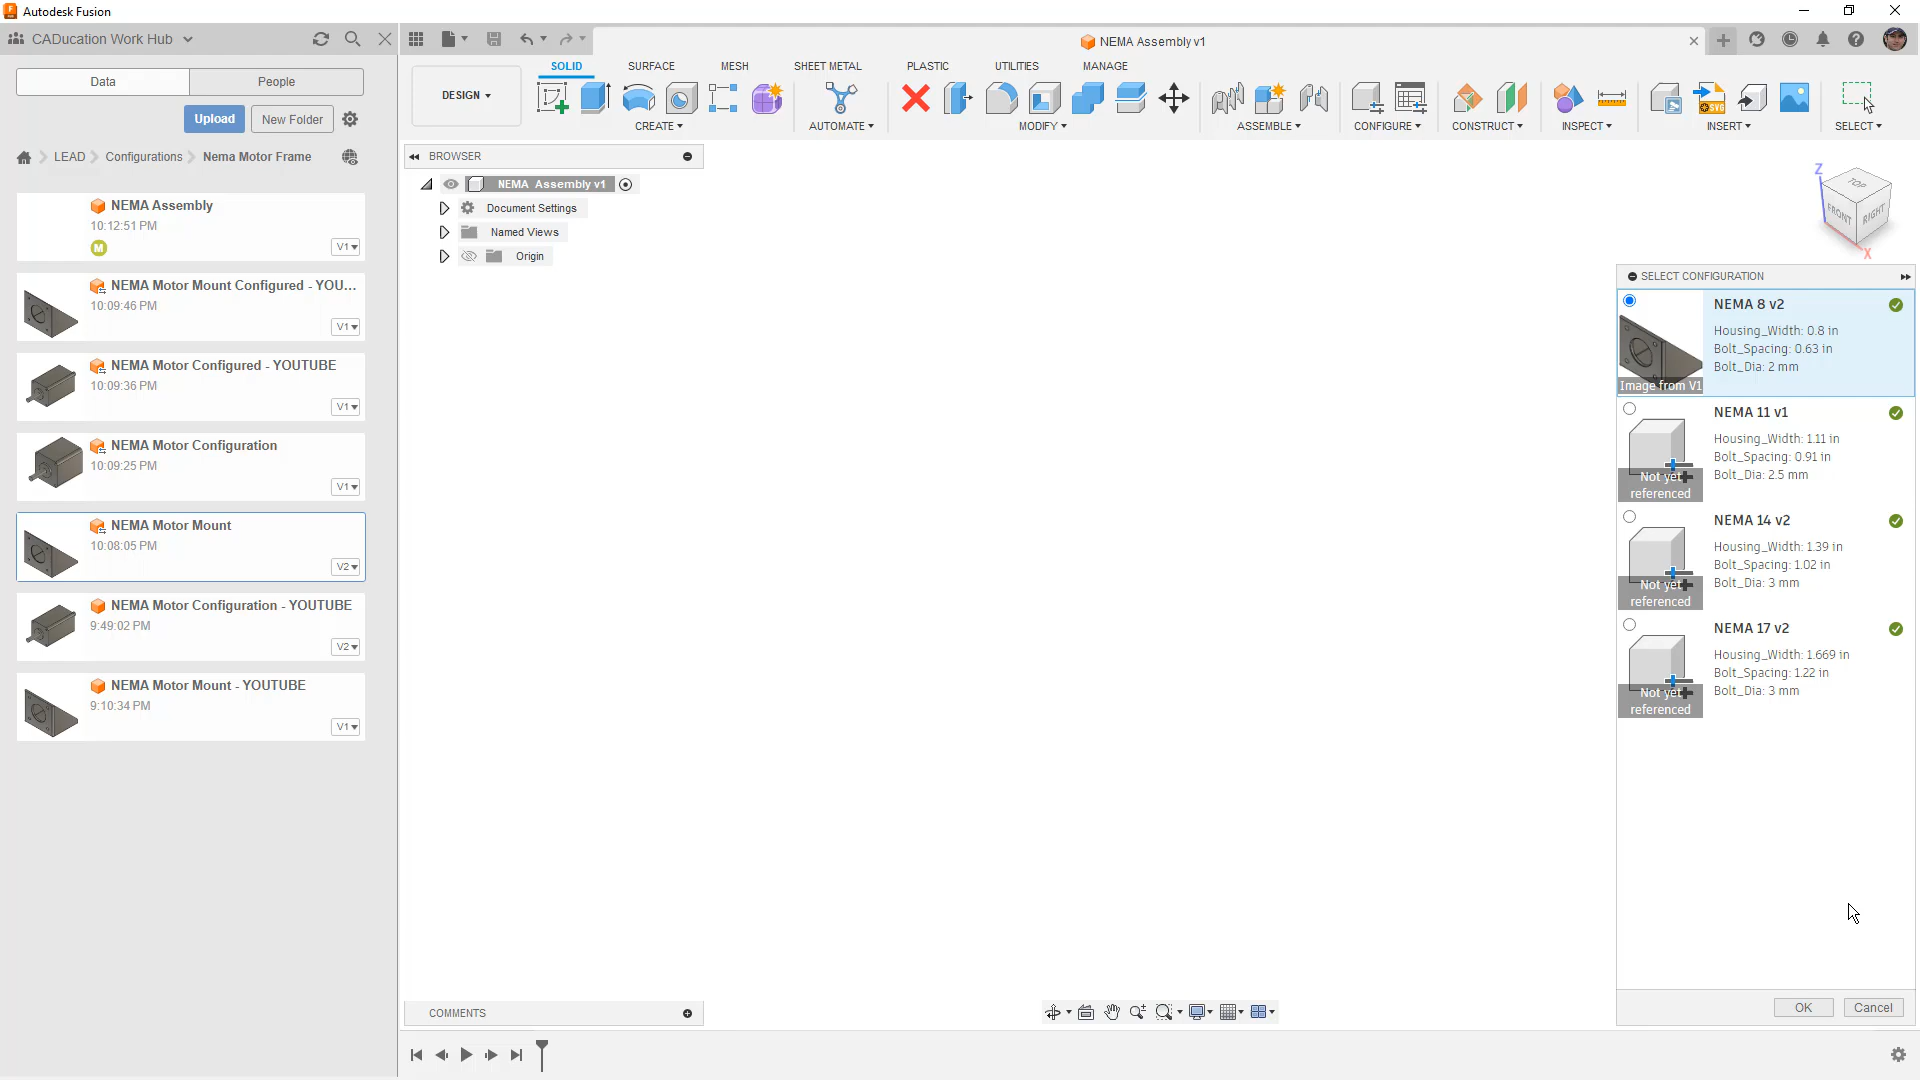 Autodesk Fusion
CADucation Work Hub
NEMA Assembly v1
Data
People
Upload
New Folder
LEAD
Configurations
Nema Motor Frame
NEMA Assembly
10:12:51 PM
M
V1
NEMA Motor Mount Configured - YOU...
10:09:46 PM
V1
NEMA Motor Configured - YOUTUBE
10:09:36 PM
V1
NEMA Motor Configuration
10:09:25 PM
V1
NEMA Motor Mount
10:08:05 PM
V2
NEMA Motor Configuration - YOUTUBE
9:49:02 PM
V2
NEMA Motor Mount - YOUTUBE
9:10:34 PM
V1
DESIGN
SOLID
SURFACE
MESH
SHEET METAL
PLASTIC
UTILITIES
MANAGE
CREATE
AUTOMATE
MODIFY
ASSEMBLE
CONFIGURE
CONSTRUCT
INSPECT
INSERT
SELECT
SVG
BROWSER
NEMA Assembly v1
Document Settings
Named Views
Origin
Z
TOP
FRONT
RIGHT
X
SELECT CONFIGURATION
NEMA 8 v2
Housing_Width: 0.8 in
Bolt_Spacing: 0.63 in
Bolt_Dia: 2 mm
Image from V1
NEMA 11 v1
Housing_Width: 1.11 in
Bolt_Spacing: 0.91 in
Bolt_Dia: 2.5 mm
Not yet
referenced
NEMA 14 v2
Housing_Width: 1.39 in
Bolt_Spacing: 1.02 in
Bolt_Dia: 3 mm
Not yet
referenced
NEMA 17 v2
Housing_Width: 1.669 in
Bolt_Spacing: 1.22 in
Bolt_Dia: 3 mm
Not yet
referenced
OK
Cancel
COMMENTS